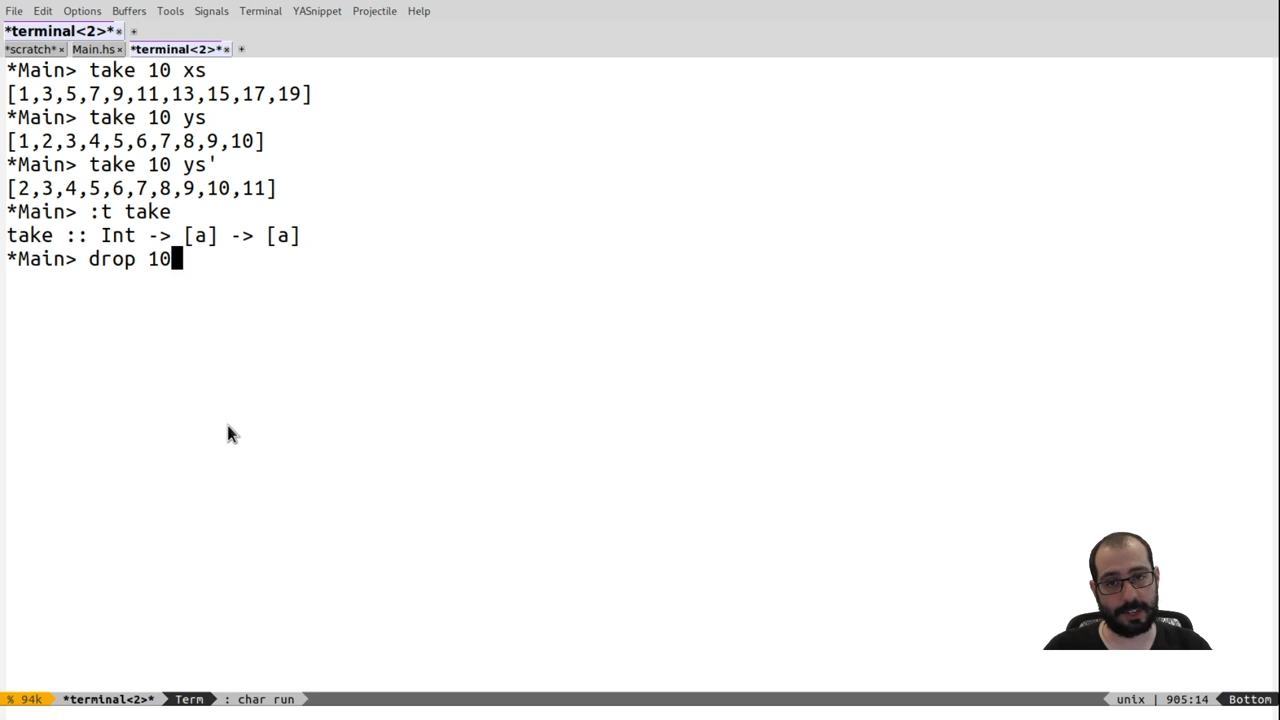 File Edit Options Buffers Tools Signals Terminal YASnippet Projectile Help
*terminal<2>*× +
*scratch*× Main.hs× *terminal<2>*× +
*Main> take 10 xs
[1,3,5,7,9,11,13,15,17,19]
*Main> take 10 ys
[1,2,3,4,5,6,7,8,9,10]
*Main> take 10 ys'
[2,3,4,5,6,7,8,9,10,11]
*Main> :t take
take :: Int -> [a] -> [a]
*Main> drop 10
% 94k *terminal<2>* Term : char run unix | 905:14 Bottom